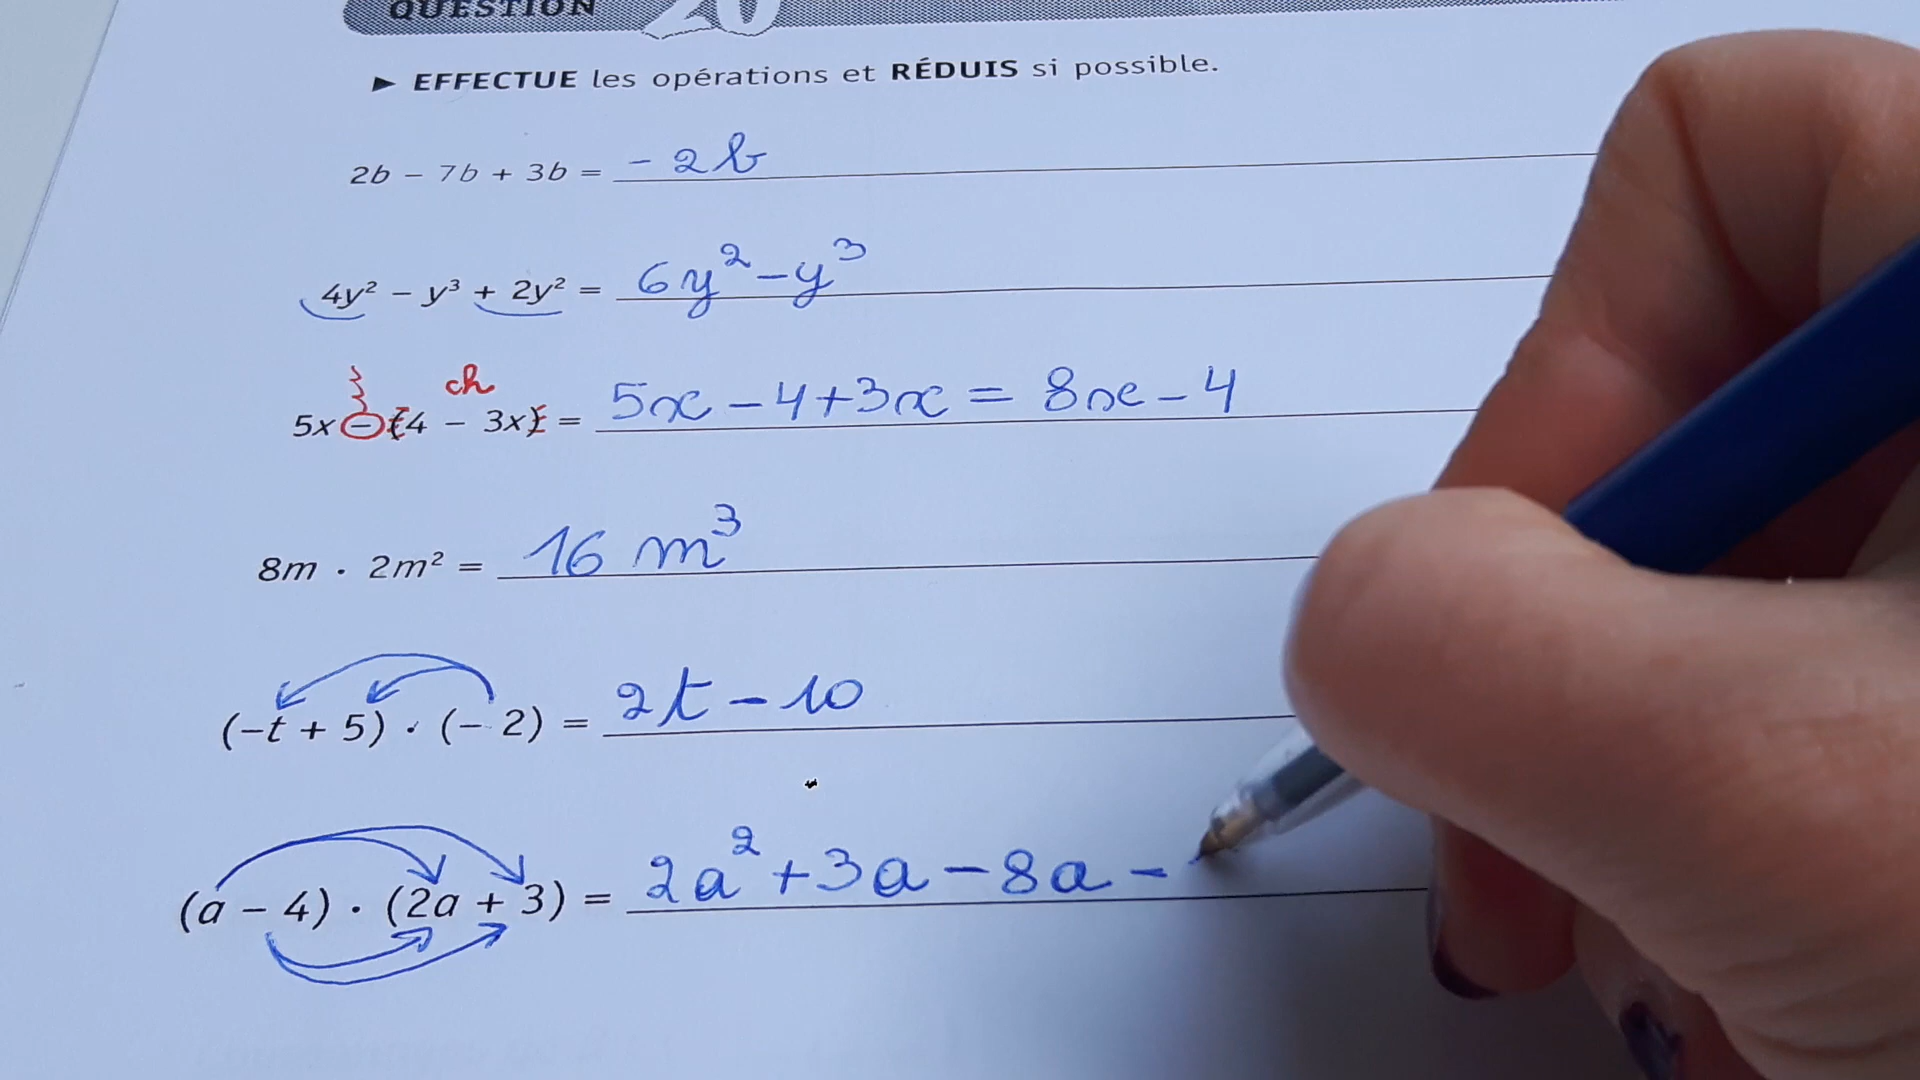 QUESTION 20
► EFFECTUE les opérations et RÉDUIS si possible.
2b – 7b + 3b = - 2b
4y² – y³ + 2y² = 6y² - y³
ch
5x – (4 – 3x) = 5x - 4 + 3x = 8x - 4
8m . 2m² = 16 m³
(–t + 5) . (– 2) = 2t - 10
(a – 4) . (2a + 3) = 2a² + 3a - 8a -